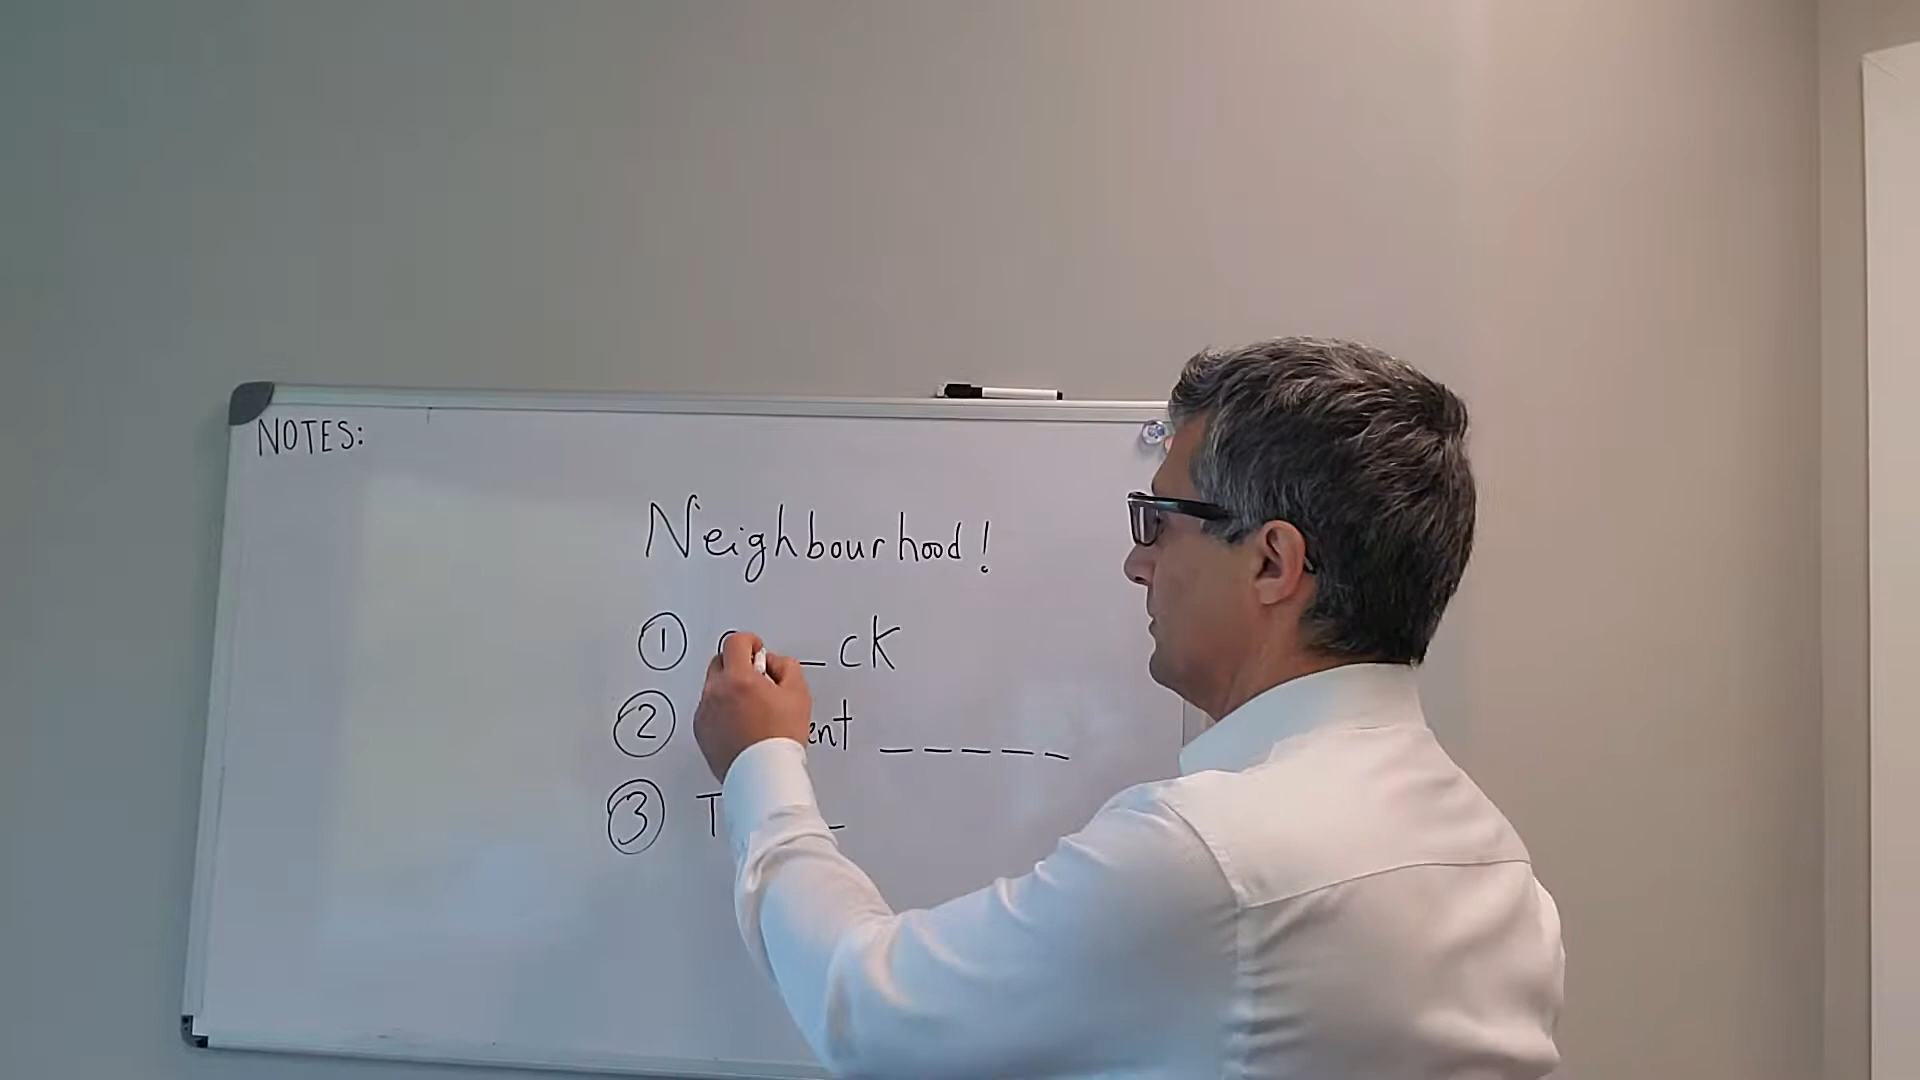 NOTES:
Neighbourhood!
① _ck
② ent _ _ _ _ _
③ T _